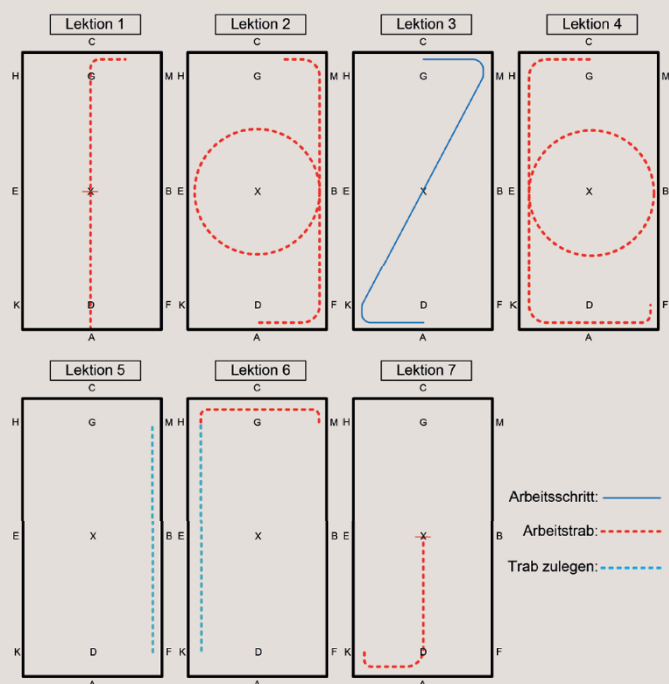 Lektion 1 Lektion 2 Lektion 3 Lektion 4
C C C C
H G M H G M H G M H G M
E X B E X B E X B E X B
K D F K D F K D F K D F
A A A A
Lektion 5 Lektion 6 Lektion 7
C C C
H G M H G M H G M
E X B E X B E X B
K D F K D F K D F
A A A
Arbeitsschritt:
Arbeitstrab:
Trab zulegen: